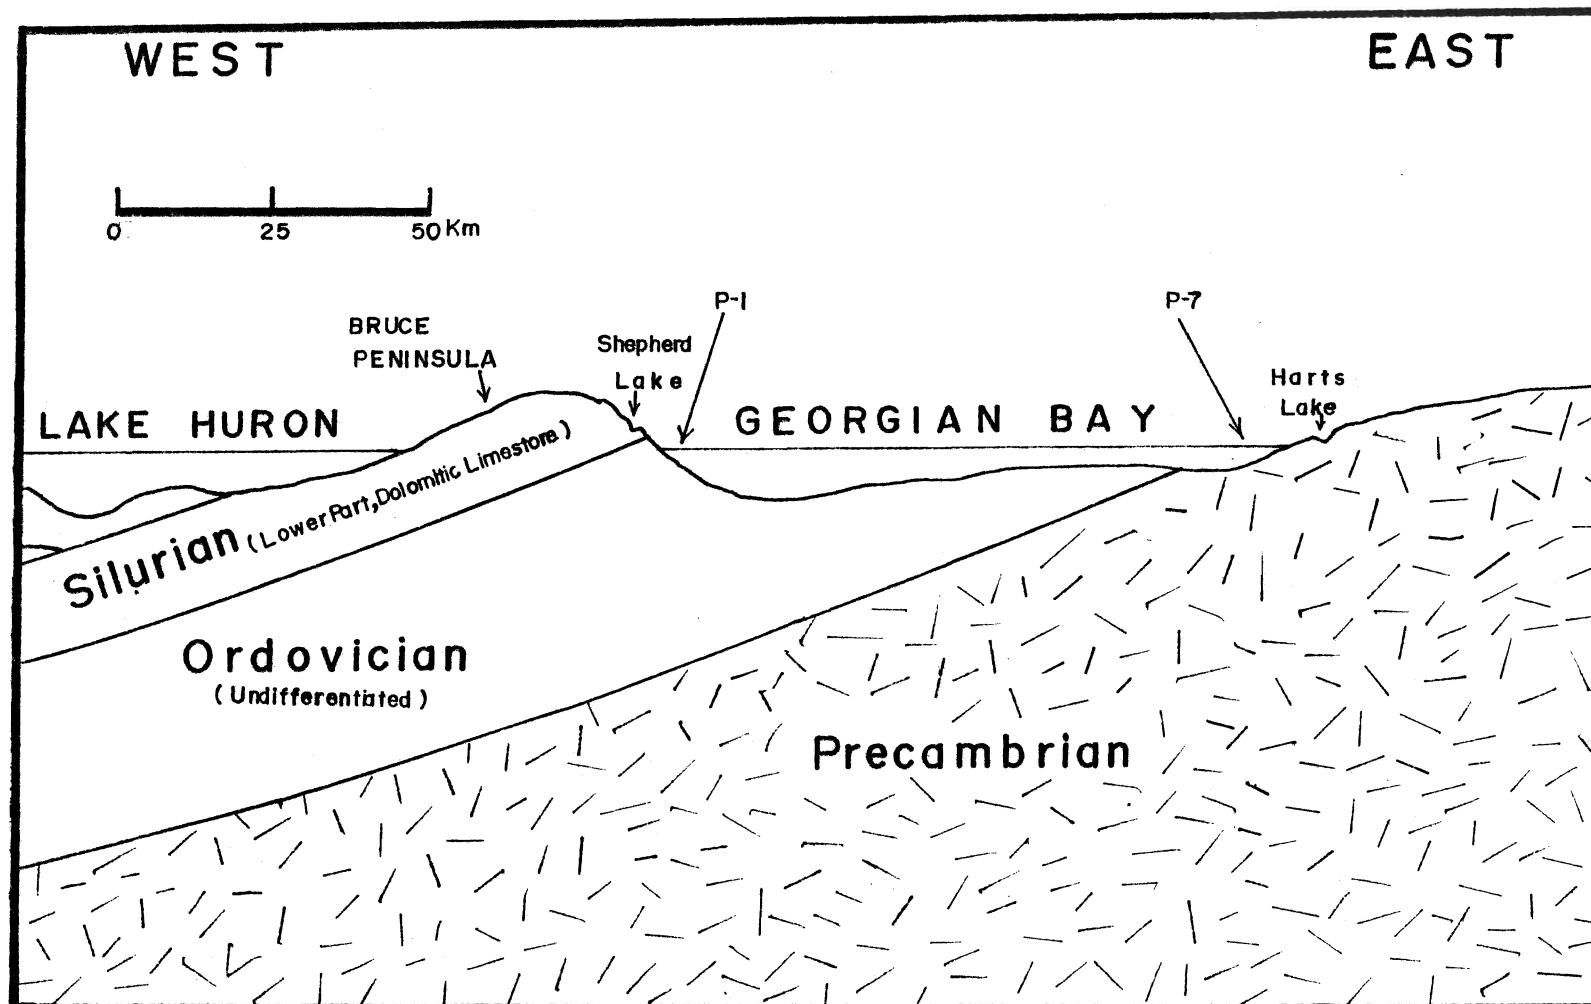 WEST
EAST
0 25 50 Km
P-1
P-7
BRUCE
PENINSULA
Shepherd
Lake
Harts
Lake
LAKE HURON
GEORGIAN BAY
Silurian (Lower Part, Dolomitic Limestone)
Ordovician
(Undifferentiated)
Precambrian